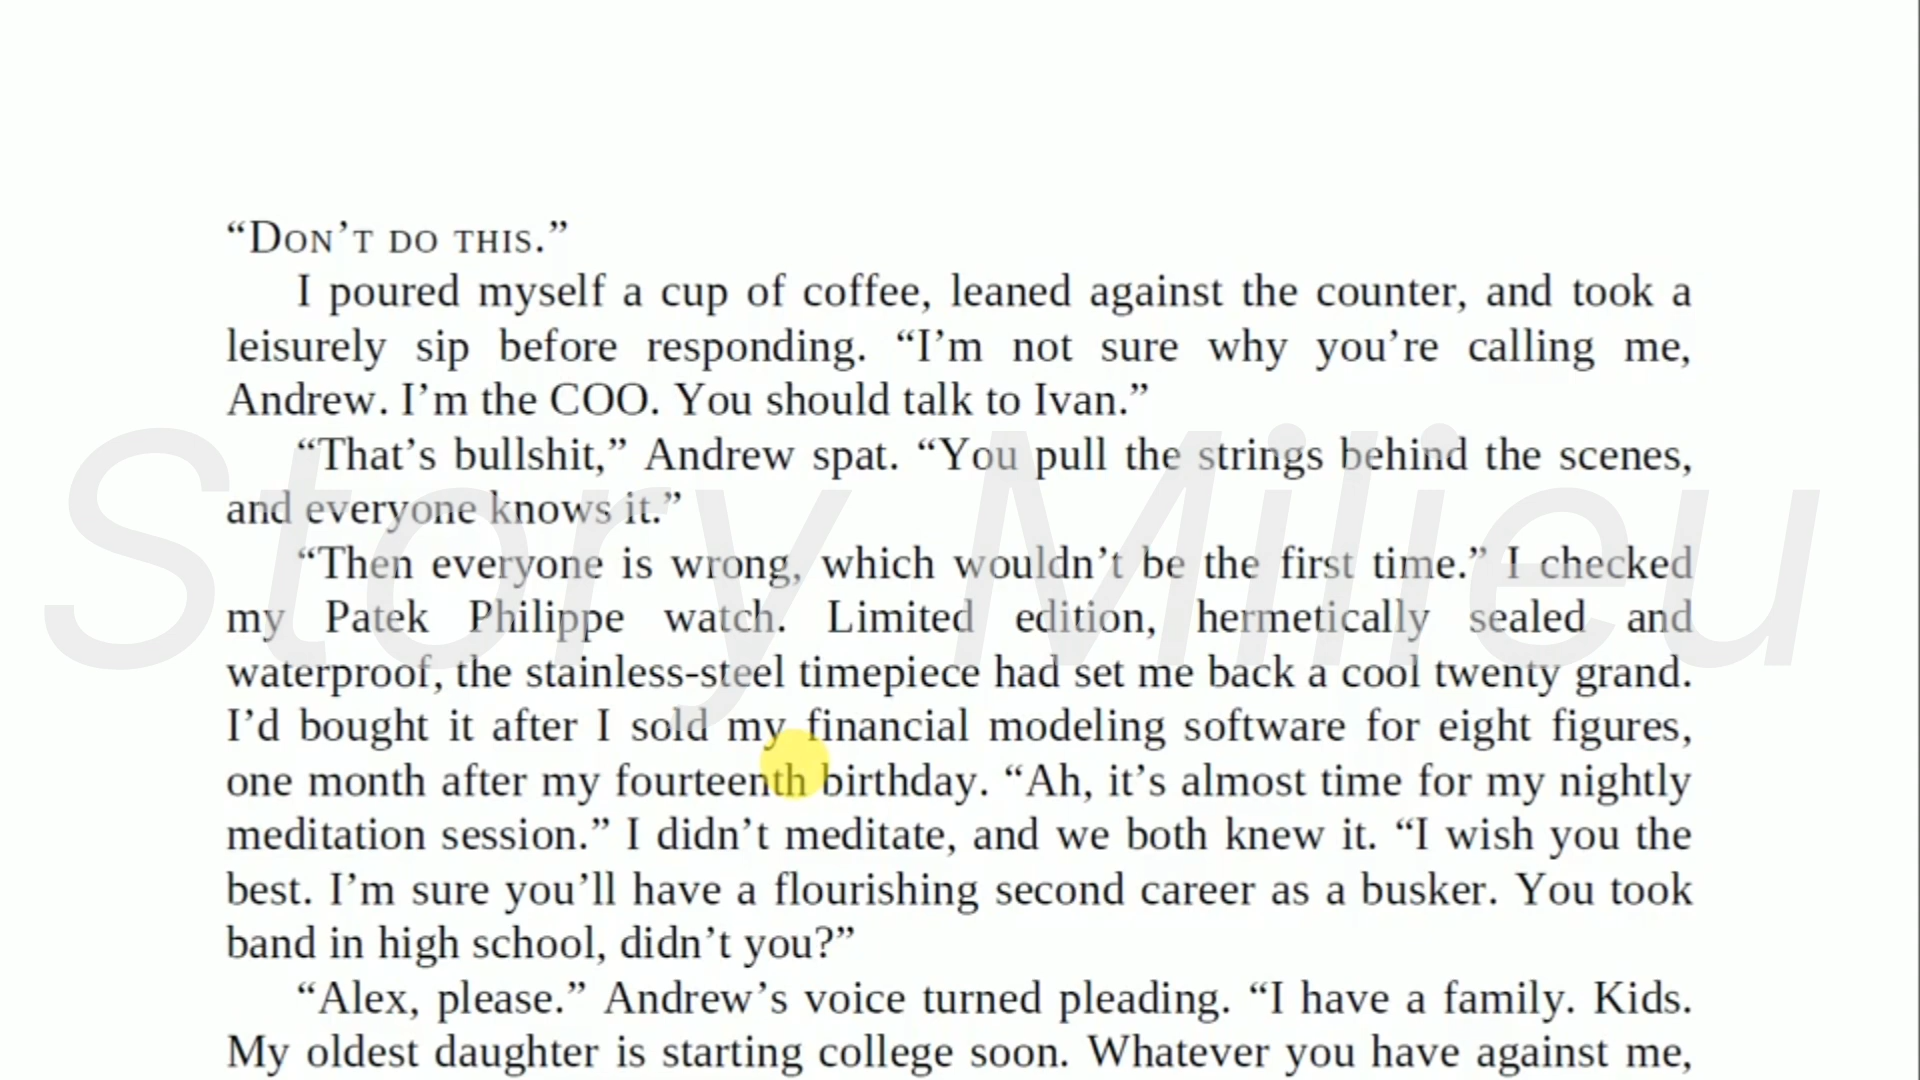 “DON’T DO THIS.”
I poured myself a cup of coffee, leaned against the counter, and took a
leisurely sip before responding. “I’m not sure why you’re calling me,
Andrew. I’m the COO. You should talk to Ivan.”
“That’s bullshit,” Andrew spat. “You pull the strings behind the scenes,
and everyone knows it.”
“Then everyone is wrong, which wouldn’t be the first time.” I checked
my Patek Philippe watch. Limited edition, hermetically sealed and
waterproof, the stainless-steel timepiece had set me back a cool twenty grand.
I’d bought it after I sold my financial modeling software for eight figures,
one month after my fourteenth birthday. “Ah, it’s almost time for my nightly
meditation session.” I didn’t meditate, and we both knew it. “I wish you the
best. I’m sure you’ll have a flourishing second career as a busker. You took
band in high school, didn’t you?”
“Alex, please.” Andrew’s voice turned pleading. “I have a family. Kids.
My oldest daughter is starting college soon. Whatever you have against me,
Story Milieu